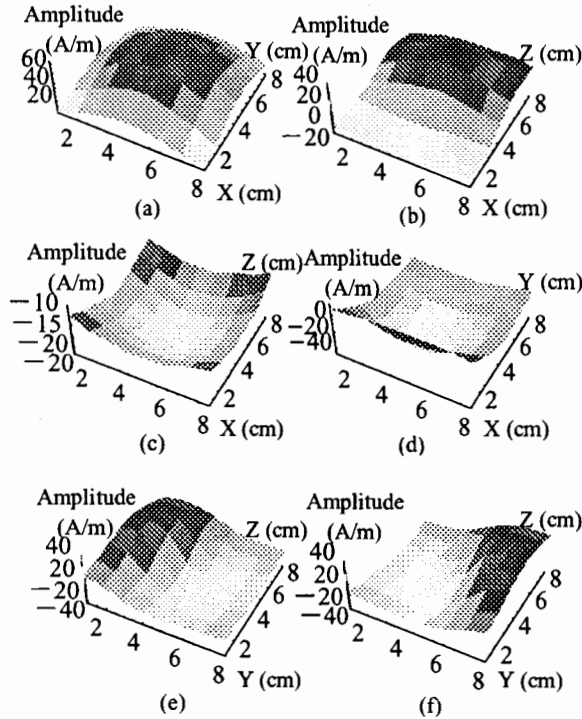 Amplitude
(A/m)
60
40
20
Y (cm)
8
6
4
2
2
4
6
8
X (cm)
(a)
Amplitude
(A/m)
40
20
0
−20
Z (cm)
8
6
4
2
2
4
6
8
X (cm)
(b)
Amplitude
(A/m)
−10
−15
−20
−20
Z (cm)
8
6
4
2
2
4
6
8
X (cm)
(c)
Amplitude
(A/m)
0
−20
−40
Y (cm)
8
6
4
2
2
4
6
8
X (cm)
(d)
Amplitude
(A/m)
40
20
−20
−40
Z (cm)
8
6
4
2
2
4
6
8
Y (cm)
(e)
Amplitude
(A/m)
40
20
−20
−40
Z (cm)
8
6
4
2
2
4
6
8
Y (cm)
(f)